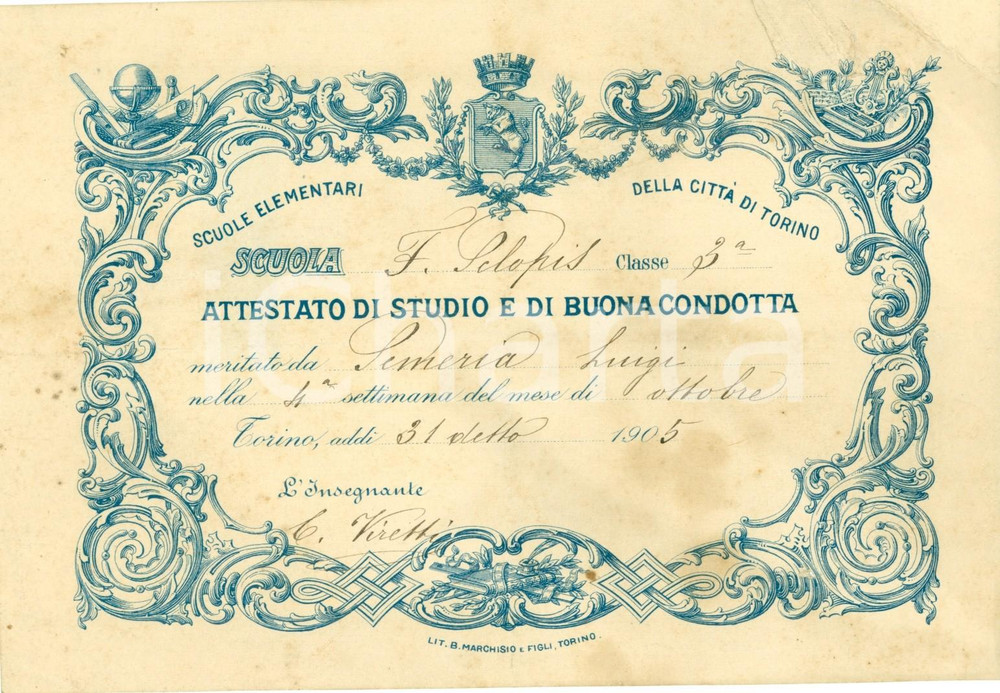 SCUOLE ELEMENTARI DELLA CITTÀ DI TORINO
SCUOLA F. Sclopis Classe 3ª
ATTESTATO DI STUDIO E DI BUONA CONDOTTA
meritato da Semeria Luigi
nella 4ª settimana del mese di ottobre
Torino, addì 31 detto 1905
L'Insegnante
C. Viretti
LIT. B. MARCHISIO E FIGLI, TORINO.
iCharta